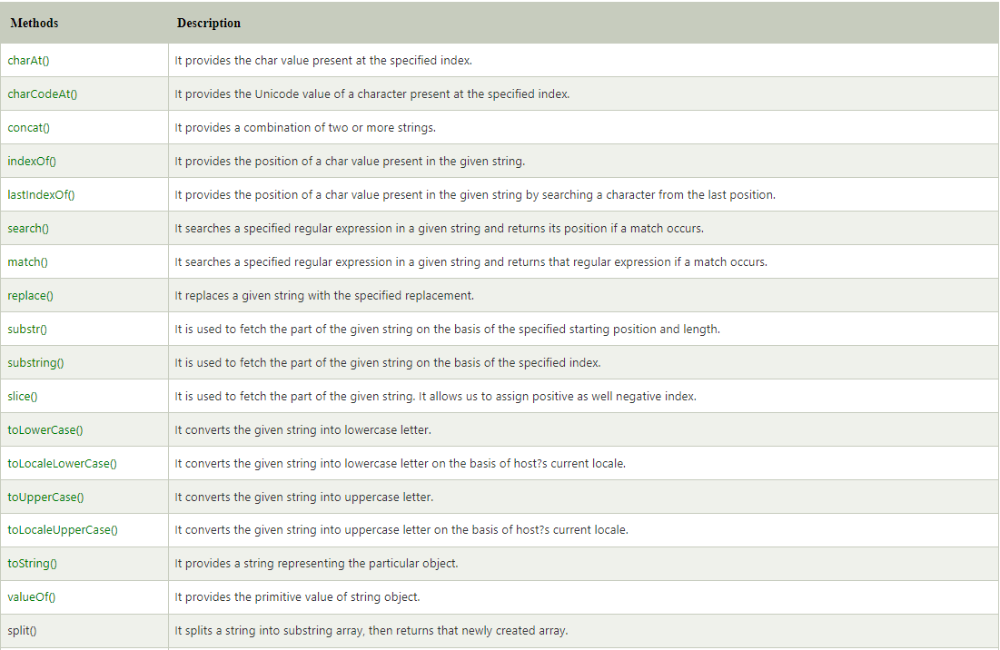 Methods Description
charAt() It provides the char value present at the specified index.
charCodeAt() It provides the Unicode value of a character present at the specified index.
concat() It provides a combination of two or more strings.
indexOf() It provides the position of a char value present in the given string.
lastIndexOf() It provides the position of a char value present in the given string by searching a character from the last position.
search() It searches a specified regular expression in a given string and returns its position if a match occurs.
match() It searches a specified regular expression in a given string and returns that regular expression if a match occurs.
replace() It replaces a given string with the specified replacement.
substr() It is used to fetch the part of the given string on the basis of the specified starting position and length.
substring() It is used to fetch the part of the given string on the basis of the specified index.
slice() It is used to fetch the part of the given string. It allows us to assign positive as well negative index.
toLowerCase() It converts the given string into lowercase letter.
toLocaleLowerCase() It converts the given string into lowercase letter on the basis of host?s current locale.
toUpperCase() It converts the given string into uppercase letter.
toLocaleUpperCase() It converts the given string into uppercase letter on the basis of host?s current locale.
toString() It provides a string representing the particular object.
valueOf() It provides the primitive value of string object.
split() It splits a string into substring array, then returns that newly created array.